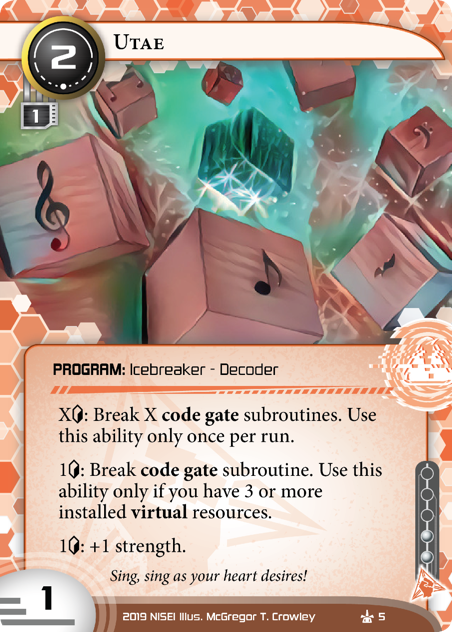 2
UTAE
1
PROGRAM: Icebreaker - Decoder
X: Break X code gate subroutines. Use
this ability only once per run.
1: Break code gate subroutine. Use this
ability only if you have 3 or more
installed virtual resources.
1: +1 strength.
Sing, sing as your heart desires!
1
2019 NISEI Illus. McGregor T. Crowley
5